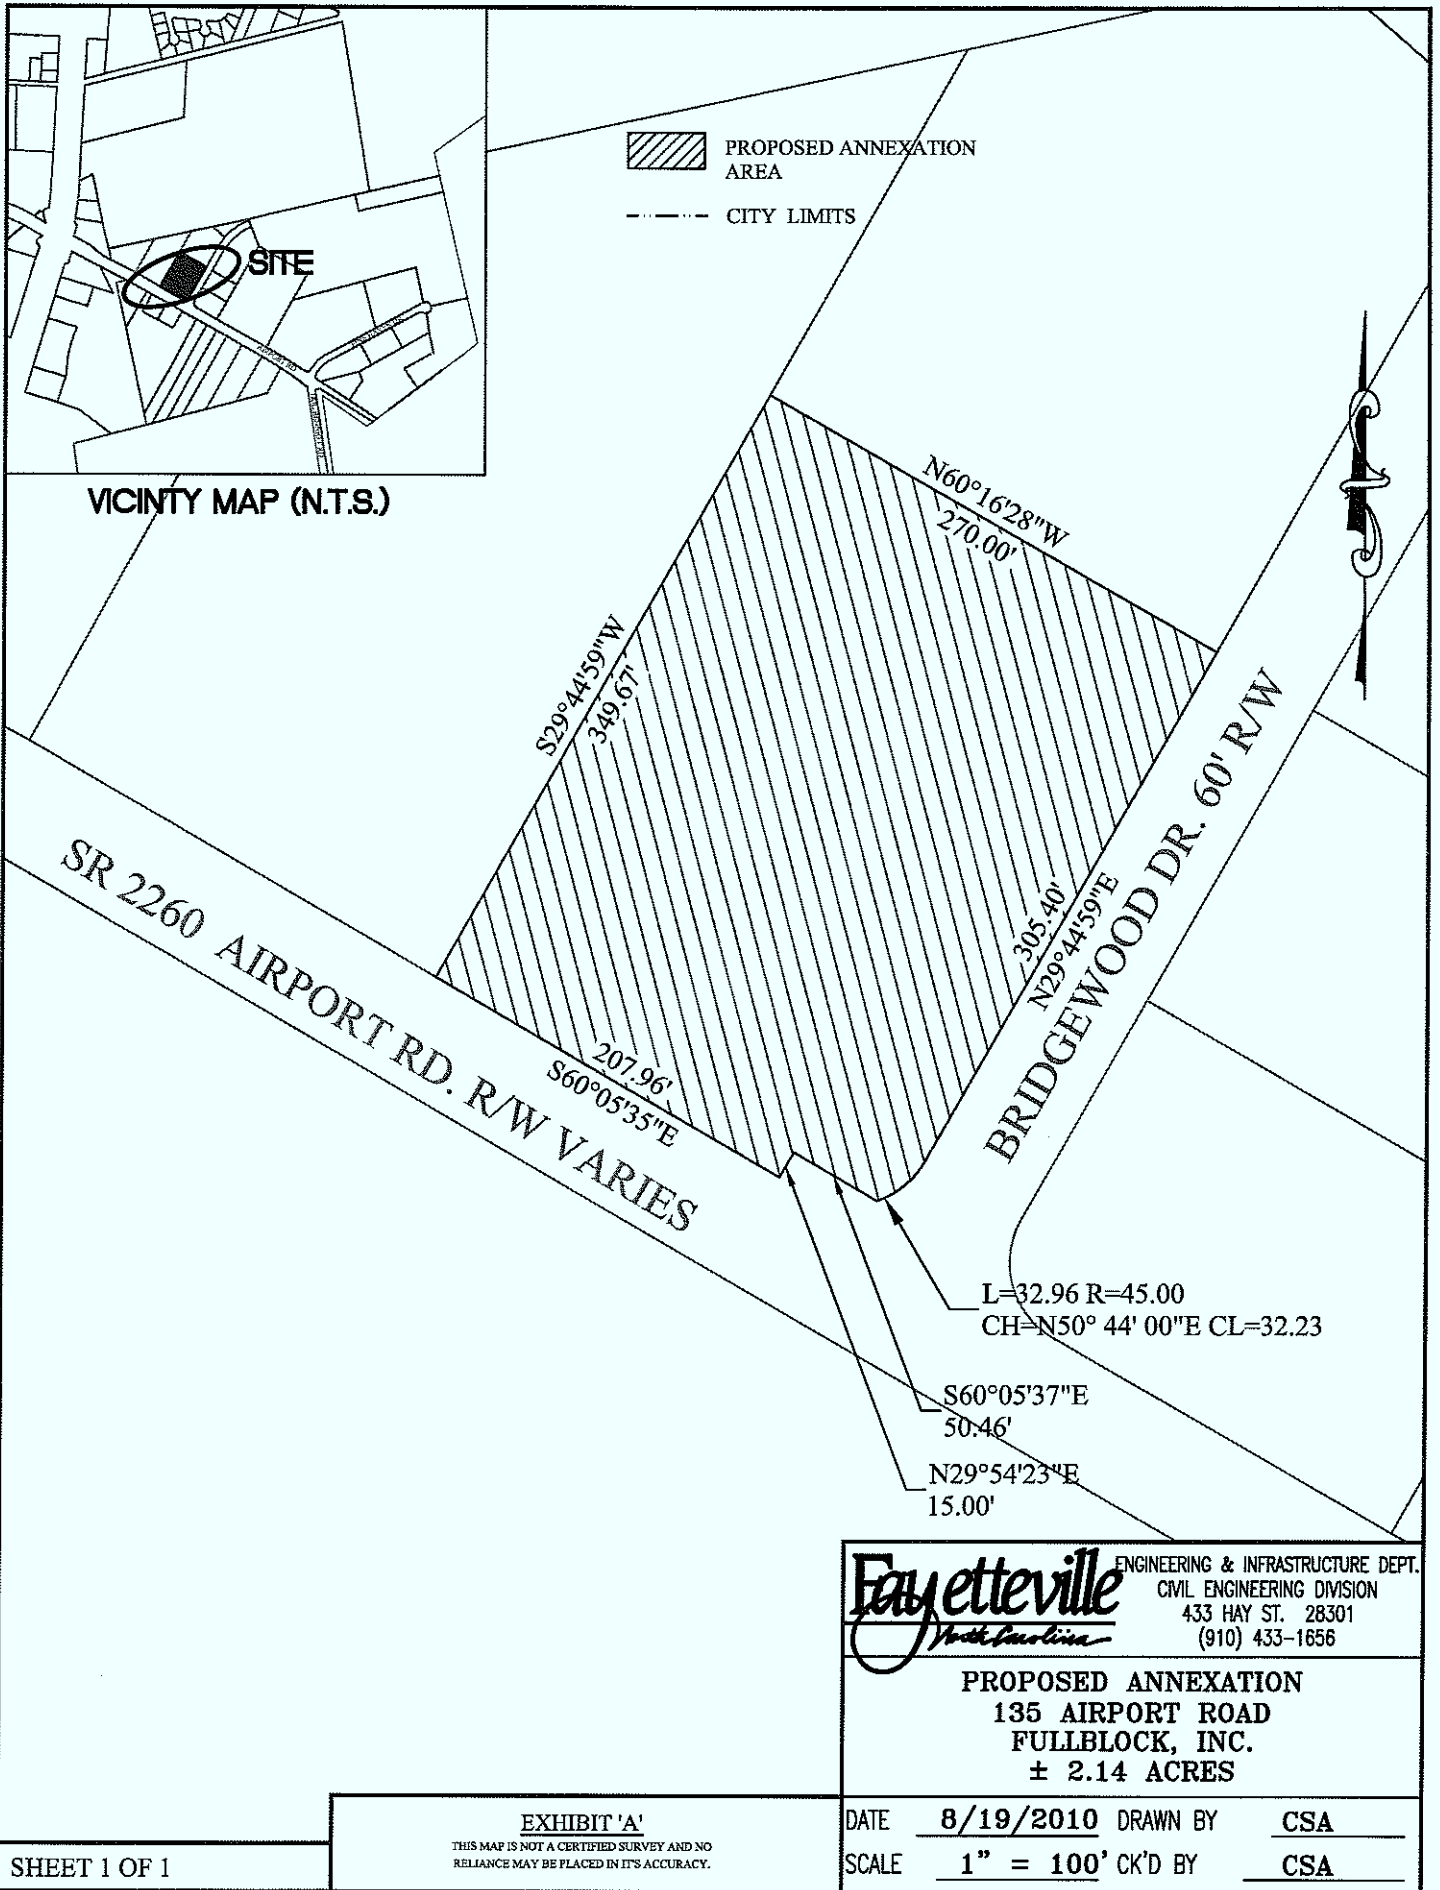 PROPOSED ANNEXATION
AREA
CITY LIMITS
SITE
AIRPORT RD
VICINTY MAP (N.T.S.)
N60°16'28"W
270.00'
S29°44'59"W
349.67'
305.40'
N29°44'59"E
BRIDGEWOOD DR. 60' R/W
SR 2260 AIRPORT RD. R/W VARIES
207.96'
S60°05'35"E
L=32.96 R=45.00
CH=N50° 44' 00"E CL=32.23
S60°05'37"E
50.46'
N29°54'23"E
15.00'
Fayetteville
North Carolina
ENGINEERING & INFRASTRUCTURE DEPT.
CIVIL ENGINEERING DIVISION
433 HAY ST. 28301
(910) 433-1656
PROPOSED ANNEXATION
135 AIRPORT ROAD
FULLBLOCK, INC.
± 2.14 ACRES
DATE 8/19/2010 DRAWN BY CSA
SCALE 1" = 100' CK'D BY CSA
EXHIBIT 'A'
THIS MAP IS NOT A CERTIFIED SURVEY AND NO
RELIANCE MAY BE PLACED IN IT'S ACCURACY.
SHEET 1 OF 1